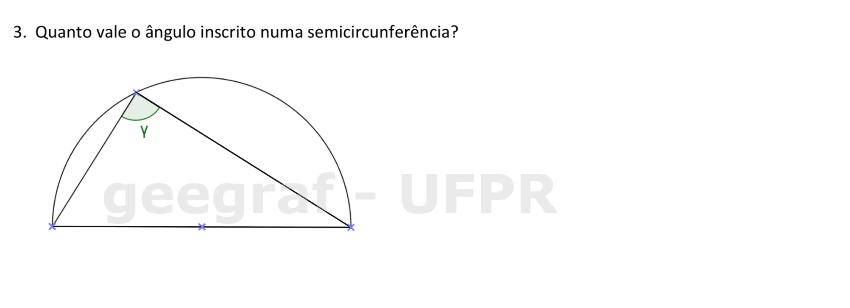 3. Quanto vale o ângulo inscrito numa semicircunferência?
γ
geegraf - UFPR